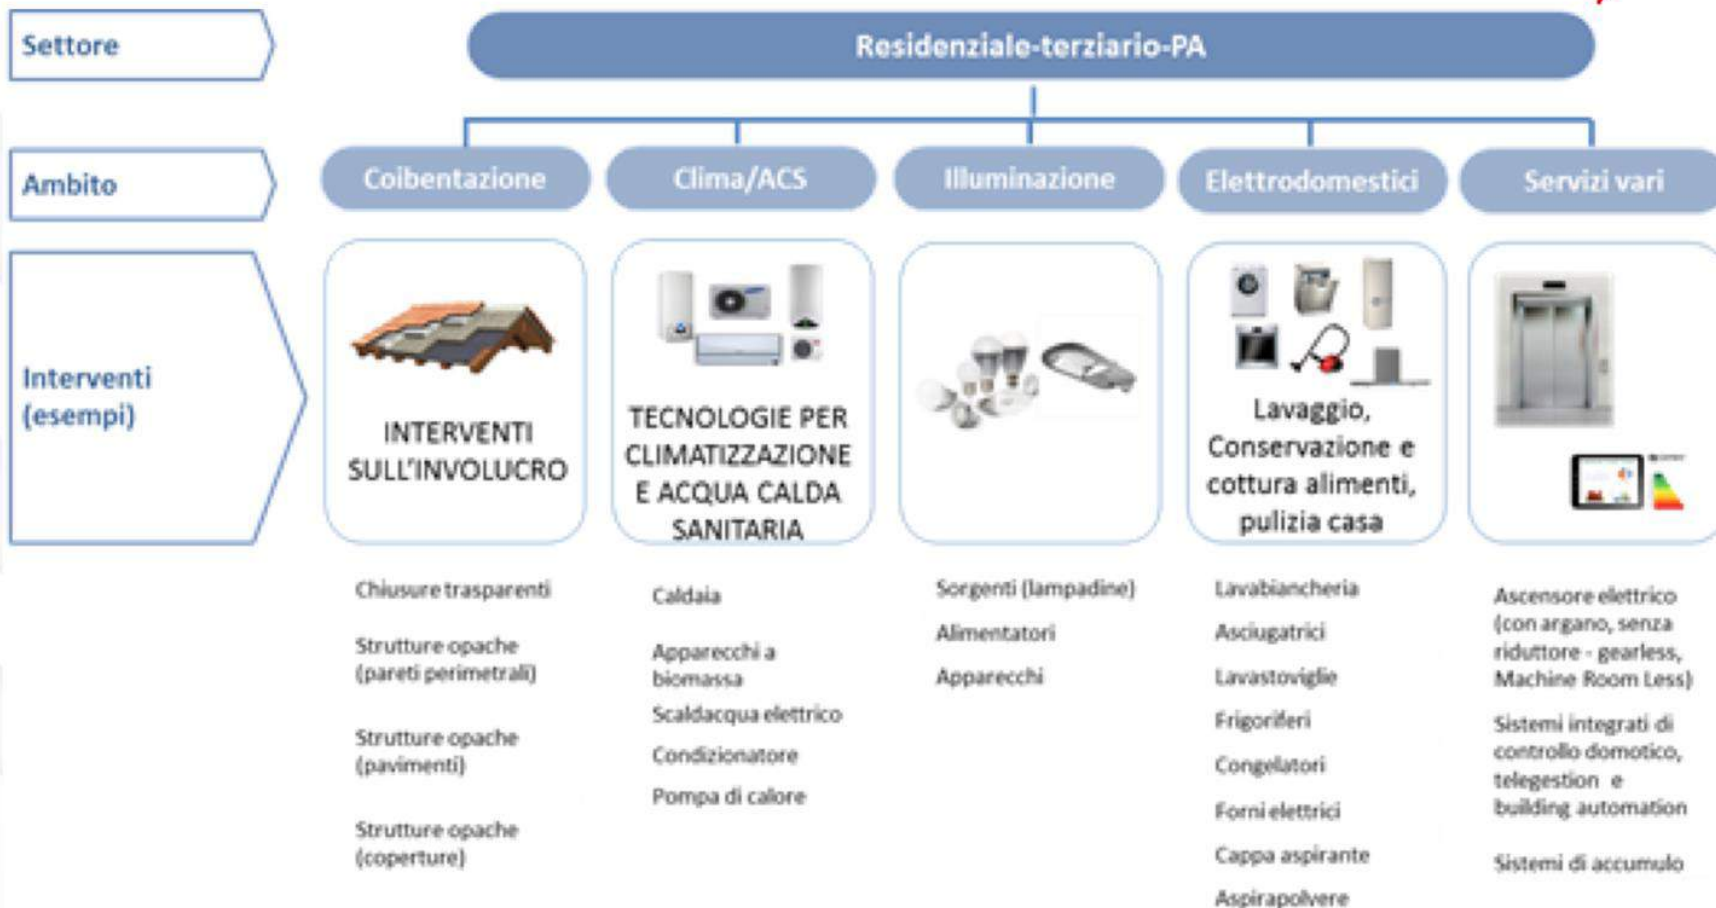 Settore
Residenziale-terziario-PA
Ambito
Coibentazione
Clima/ACS
Illuminazione
Elettrodomestici
Servizi vari
Interventi
(esempi)
INTERVENTI
SULL'INVOLUCRO
TECNOLOGIE PER
CLIMATIZZAZIONE
E ACQUA CALDA
SANITARIA
Lavaggio,
Conservazione e
cottura alimenti,
pulizia casa
Chiusure trasparenti
Strutture opache
(pareti perimetrali)
Strutture opache
(pavimenti)
Strutture opache
(coperture)
Caldaia
Apparecchi a
biomassa
Scaldacqua elettrico
Condizionatore
Pompa di calore
Sorgenti (lampadine)
Alimentatori
Apparecchi
Lavabiancheria
Asciugatrici
Lavastoviglie
Frigoriferi
Congelatori
Forni elettrici
Cappa aspirante
Aspirapolvere
Ascensore elettrico
(con argano, senza
riduttore - gearless,
Machine Room Less)
Sistemi integrati di
controllo domotico,
telegestion e
building automation
Sistemi di accumulo